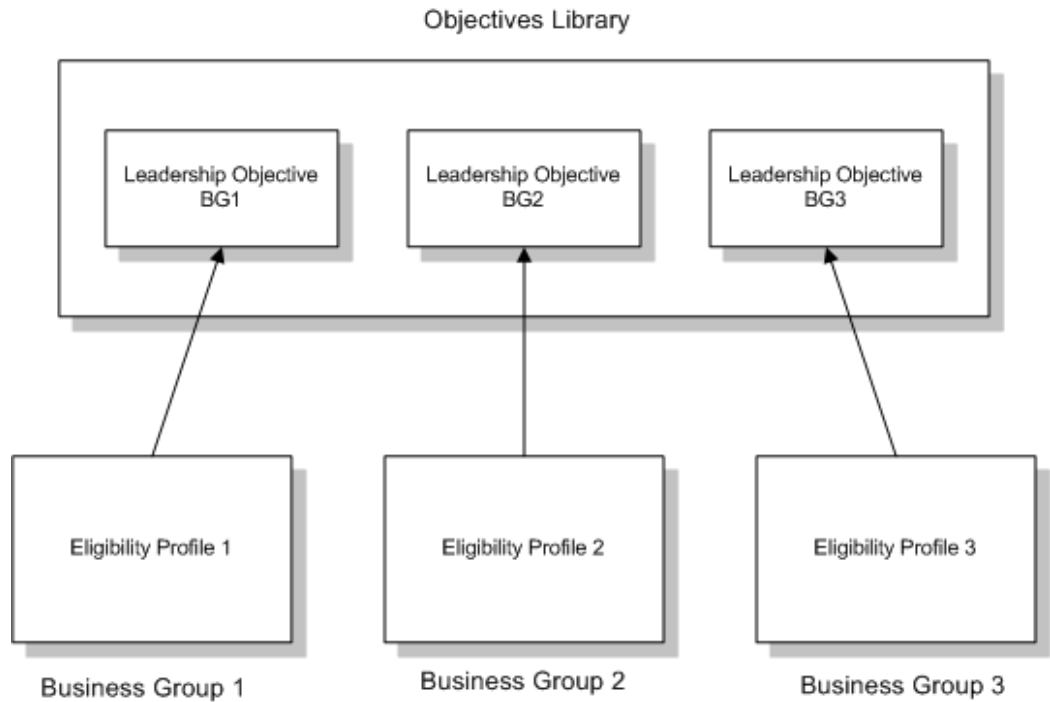 Objectives Library
Leadership Objective
BG1
Leadership Objective
BG2
Leadership Objective
BG3
Eligibility Profile 1
Eligibility Profile 2
Eligibility Profile 3
Business Group 1
Business Group 2
Business Group 3